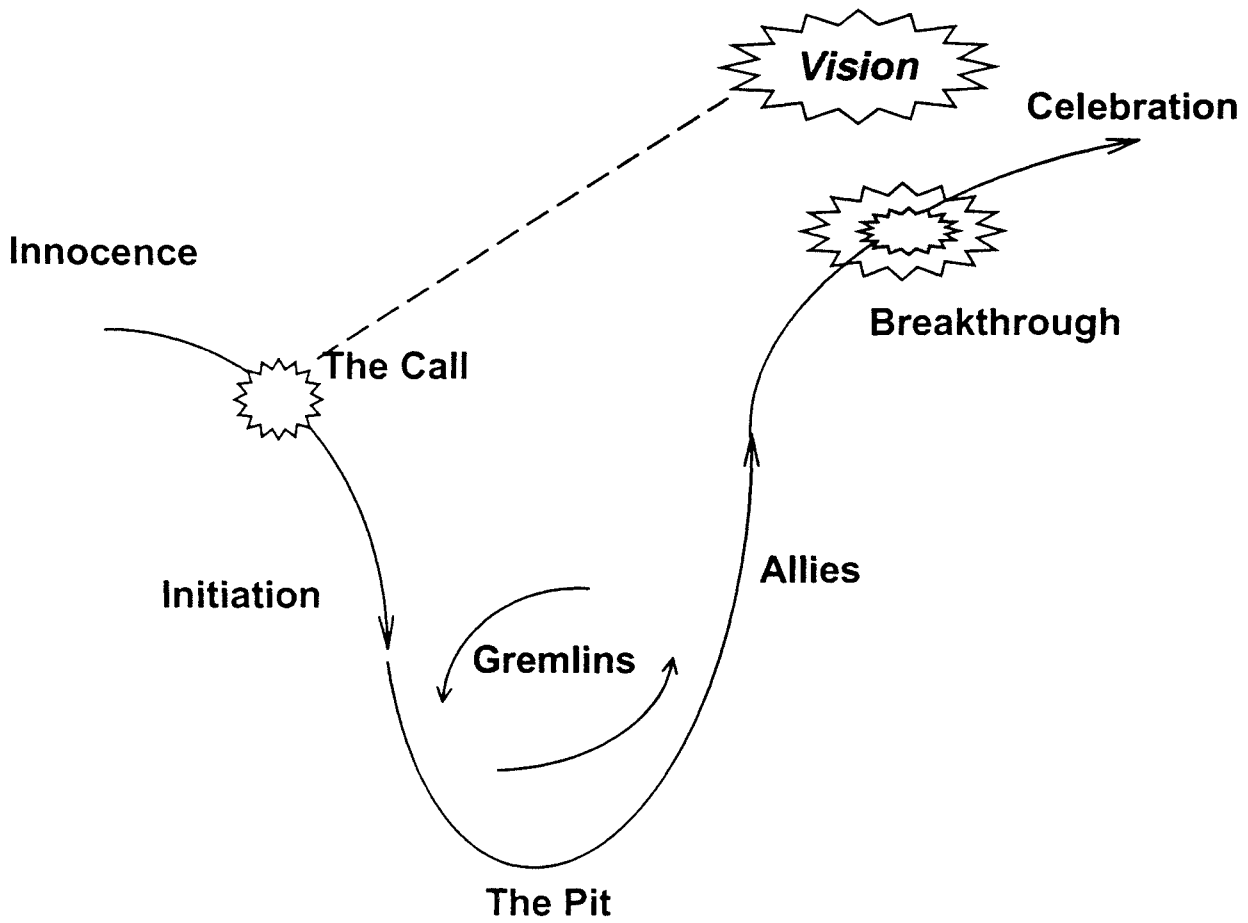 Vision
Celebration
Innocence
Breakthrough
The Call
Allies
Initiation
Gremlins
The Pit